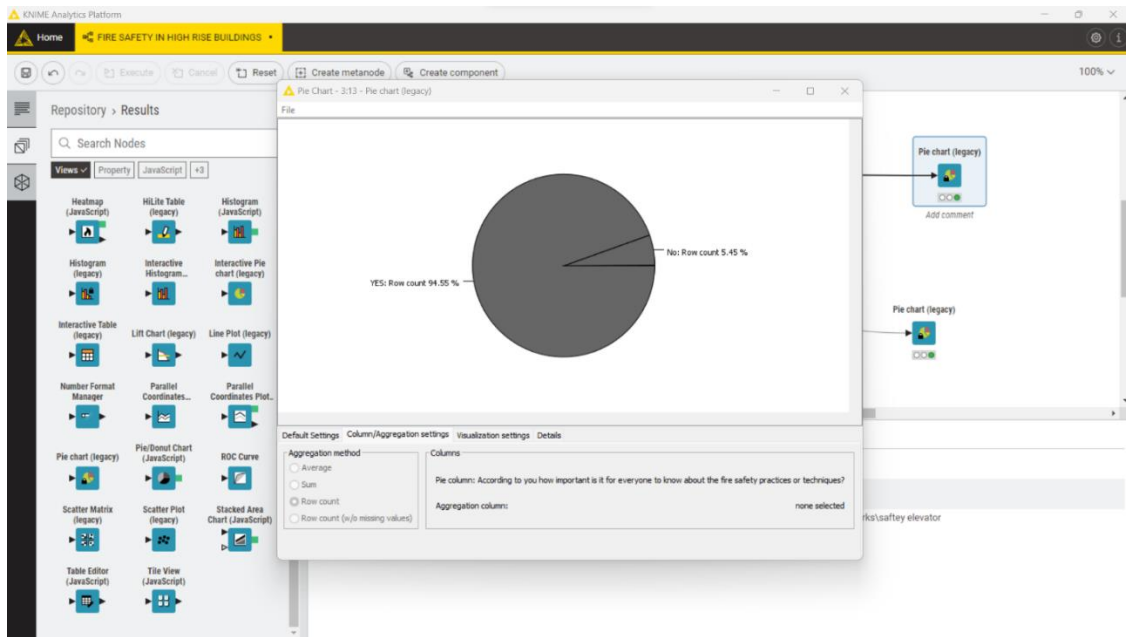 KNIME Analytics Platform
Home
FIRE SAFETY IN HIGH RISE BUILDINGS
Execute
Cancel
Reset
Create metanode
Create component
100%
Repository › Results
Search Nodes
Views
Property
JavaScript
+3
Heatmap
(JavaScript)
HiLite Table
(legacy)
Histogram
(JavaScript)
Histogram
(legacy)
Interactive
Histogram...
Interactive Pie
chart (legacy)
Interactive Table
(legacy)
Lift Chart (legacy)
Line Plot (legacy)
Number Format
Manager
Parallel
Coordinates...
Parallel
Coordinates Plot..
Pie chart (legacy)
Pie/Donut Chart
(JavaScript)
ROC Curve
Scatter Matrix
(legacy)
Scatter Plot
(legacy)
Stacked Area
Chart (JavaScript)
Table Editor
(JavaScript)
Tile View
(JavaScript)
Pie Chart - 3:13 - Pie chart (legacy)
File
No: Row count 5.45 %
YES: Row count 94.55 %
Default Settings
Column/Aggregation settings
Visualization settings
Details
Aggregation method
Average
Sum
Row count
Row count (w/o missing values)
Columns
Pie column: According to you how important is it for everyone to know about the fire safety practices or techniques?
Aggregation column: none selected
Pie chart (legacy)
Add comment
Pie chart (legacy)
rks\saftey elevator